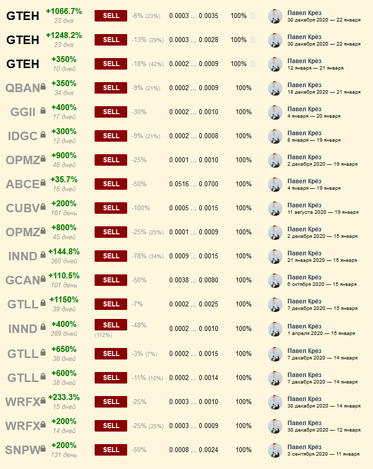 GTEH +1066.7% SELL -6% (23%) 0.0003 ... 0.0035 100% Павел Крёз
23 дня 30 декабря 2020 — 22 января
GTEH +1248.2% SELL -13% (29%) 0.0003 ... 0.0028 100% Павел Крёз
23 дня 30 декабря 2020 — 22 января
GTEH +350% SELL -18% (42%) 0.0002 ... 0.0009 100% Павел Крёз
10 дней 12 января — 21 января
QBAN +350% SELL -9% (21%) 0.0002 ... 0.0009 100% Павел Крёз
34 дня 18 декабря 2020 — 21 января
GGII +400% SELL -30% 0.0002 ... 0.0010 100% Павел Крёз
17 дней 4 января — 20 января
IDGC +300% SELL -9% (21%) 0.0002 ... 0.0008 100% Павел Крёз
12 дней 8 января — 19 января
OPMZ +900% SELL -25% 0.0001 ... 0.0010 100% Павел Крёз
48 дней 2 декабря 2020 — 19 января
ABCE +35.7% SELL -50% 0.0516 ... 0.0700 100% Павел Крёз
16 дней 4 января — 19 января
CUBV +200% SELL -100% 0.0005 ... 0.0015 100% Павел Крёз
161 день 11 августа 2020 — 19 января
OPMZ +800% SELL -25% (25%) 0.0001 ... 0.0009 100% Павел Крёз
45 дней 2 декабря 2020 — 15 января
INND +144.8% SELL -78% (34%) 0.0009 ... 0.0015 100% Павел Крёз
360 дней 21 января 2020 — 15 января
GCAN +110.5% SELL -50% 0.0038 ... 0.0080 100% Павел Крёз
101 день 6 октября 2020 — 15 января
GTLL +1150% SELL -7% 0.0002 ... 0.0025 100% Павел Крёз
39 дней 7 декабря 2020 — 15 января
INND +400% SELL -48% 0.0002 ... 0.0010 100% Павел Крёз
289 дней (112%) 1 апреля 2020 — 15 января
GTLL +650% SELL -3% (7%) 0.0002 ... 0.0015 100% Павел Крёз
38 дней 7 декабря 2020 — 14 января
GTLL +600% SELL -11% (10%) 0.0002 ... 0.0014 100% Павел Крёз
38 дней 7 декабря 2020 — 14 января
WRFX +233.3% SELL -25% 0.0003 ... 0.0010 100% Павел Крёз
15 дней 30 декабря 2020 — 14 января
WRFX +200% SELL -25% (25%) 0.0003 ... 0.0009 100% Павел Крёз
14 дней 30 декабря 2020 — 12 января
SNPW +200% SELL -59% 0.0008 ... 0.0024 100% Павел Крёз
131 день 3 сентября 2020 — 11 января